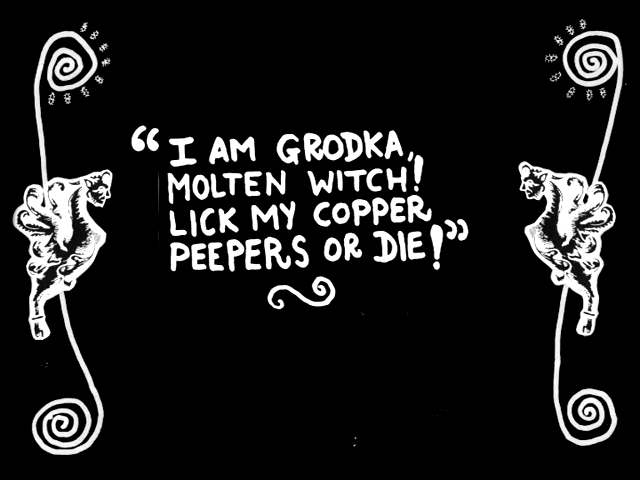 “I AM GRODKA,
MOLTEN WITCH!
LICK MY COPPER
PEEPERS OR DIE!”